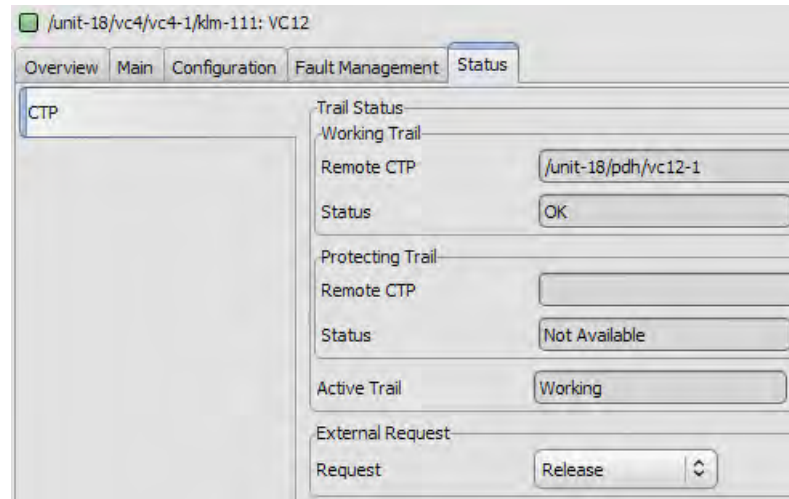 /unit-18/vc4/vc4-1/klm-111: VC12
Overview Main Configuration Fault Management Status
CTP
Trail Status
Working Trail
Remote CTP /unit-18/pdh/vc12-1
Status OK
Protecting Trail
Remote CTP
Status Not Available
Active Trail Working
External Request
Request Release